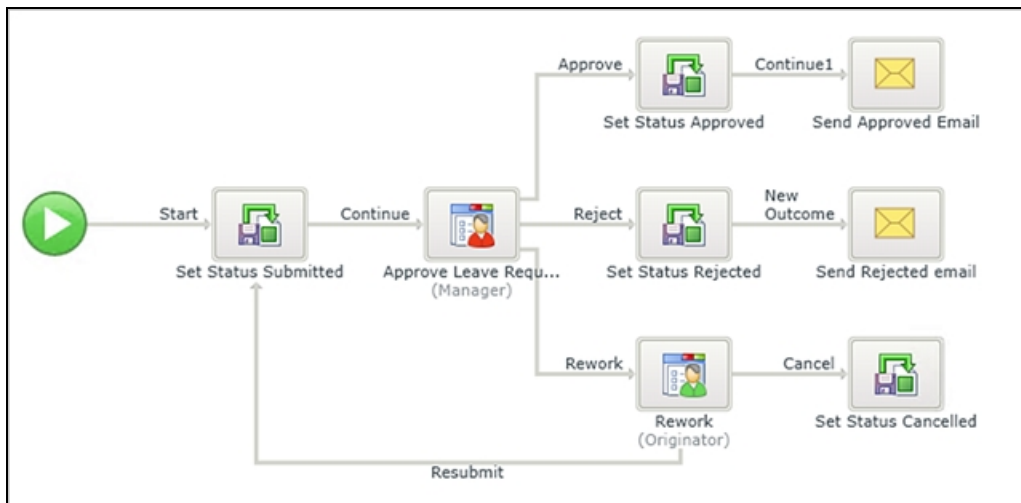 Approve
Continue1
Set Status Approved
Send Approved Email
Start
Continue
Reject
New
Outcome
Set Status Submitted
Approve Leave Requ...
(Manager)
Set Status Rejected
Send Rejected email
Rework
Cancel
Rework
(Originator)
Set Status Cancelled
Resubmit